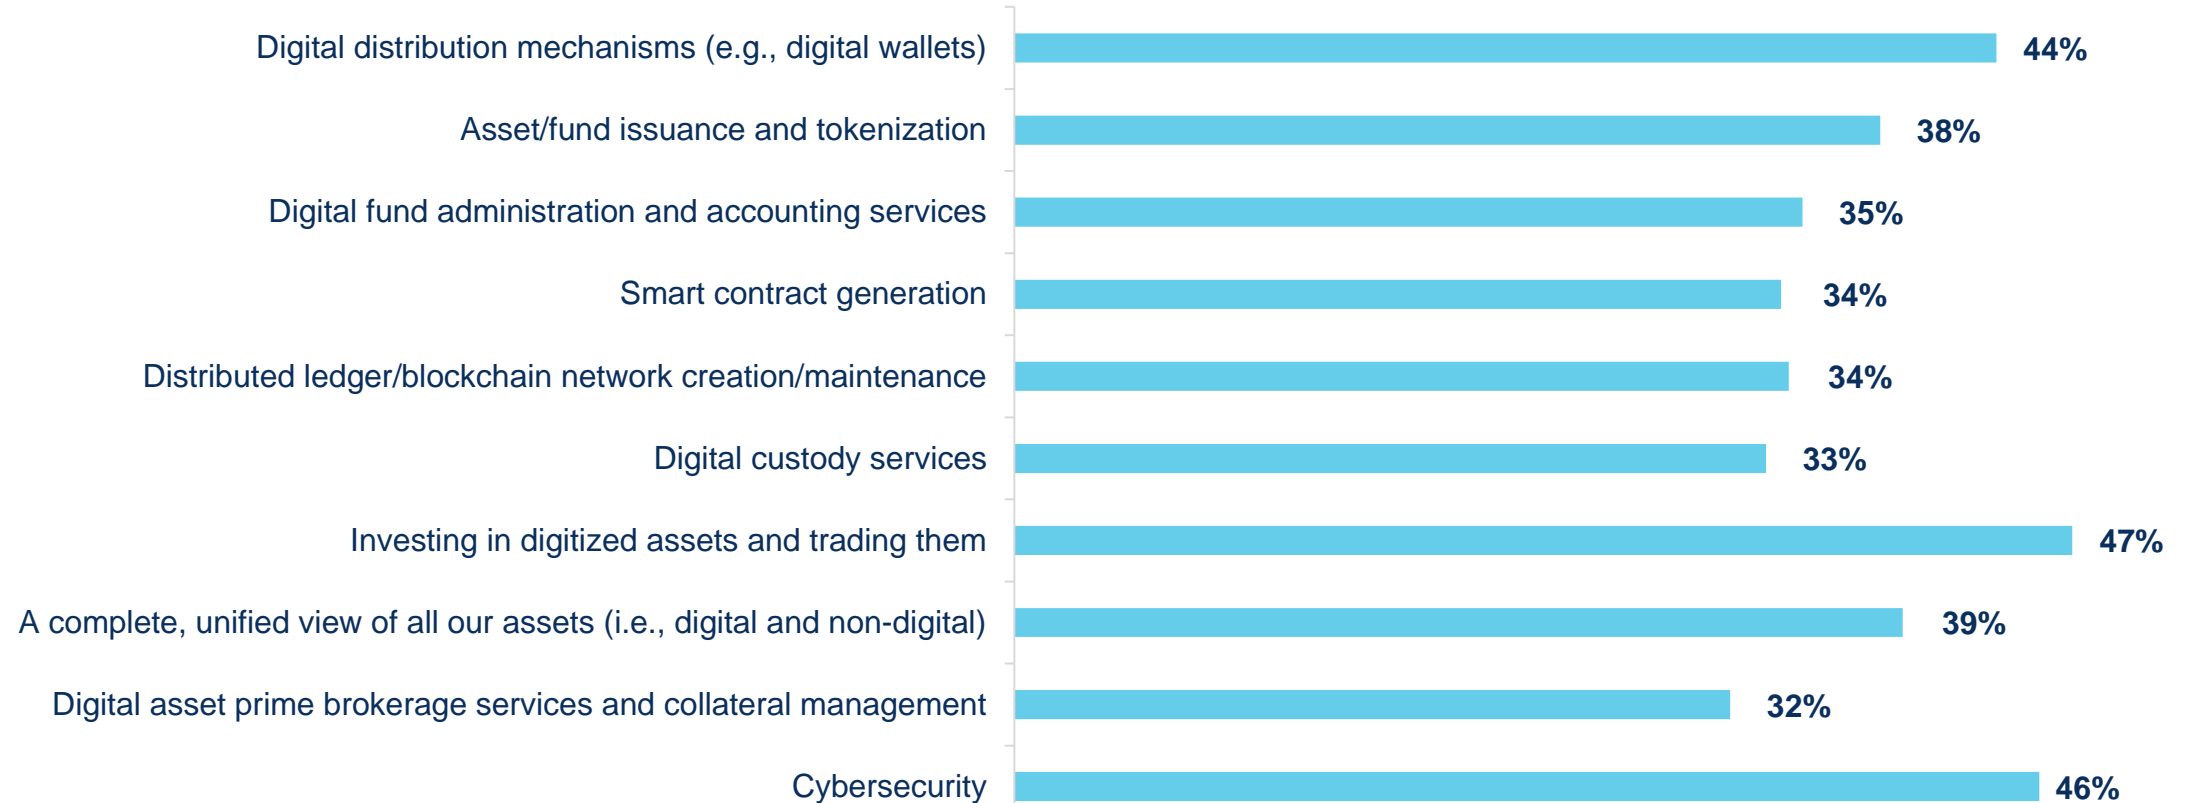 Digital distribution mechanisms (e.g., digital wallets) 44%
Asset/fund issuance and tokenization 38%
Digital fund administration and accounting services 35%
Smart contract generation 34%
Distributed ledger/blockchain network creation/maintenance 34%
Digital custody services 33%
Investing in digitized assets and trading them 47%
A complete, unified view of all our assets (i.e., digital and non-digital) 39%
Digital asset prime brokerage services and collateral management 32%
Cybersecurity 46%